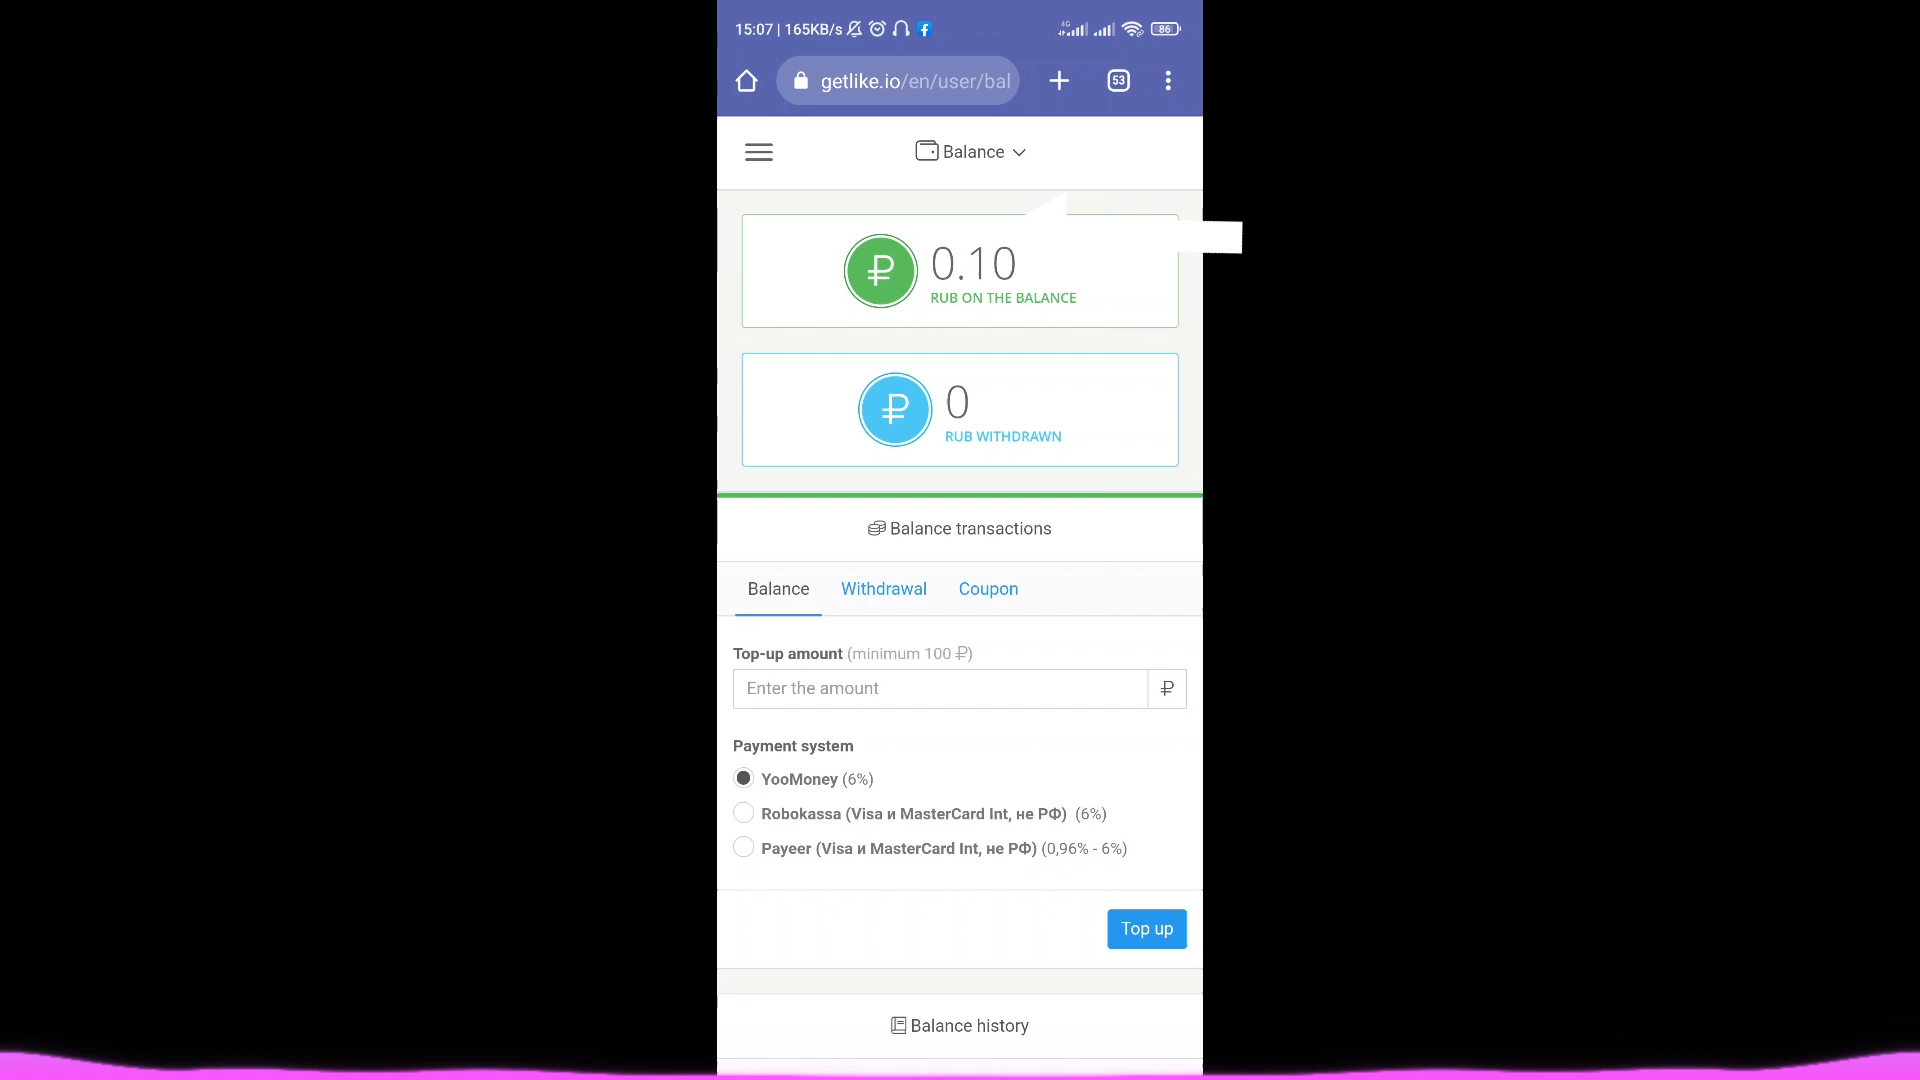 15:07 | 165KB/s 4G 86
getlike.io/en/user/bal 53
Balance
₽ 0.10
RUB ON THE BALANCE
₽ 0
RUB WITHDRAWN
Balance transactions
Balance Withdrawal Coupon
Top-up amount (minimum 100 ₽)
Enter the amount ₽
Payment system
YooMoney (6%)
Robokassa (Visa и MasterCard Int, не РФ) (6%)
Payeer (Visa и MasterCard Int, не РФ) (0,96% - 6%)
Top up
Balance history